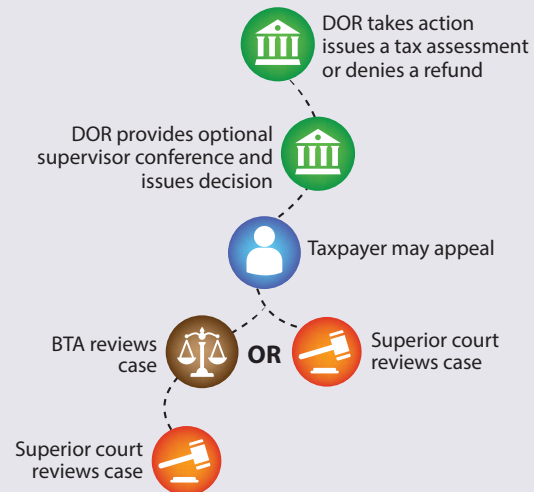 DOR takes action
issues a tax assessment
or denies a refund
DOR provides optional
supervisor conference and
issues decision
Taxpayer may appeal
BTA reviews
case
OR
Superior court
reviews case
Superior court
reviews case